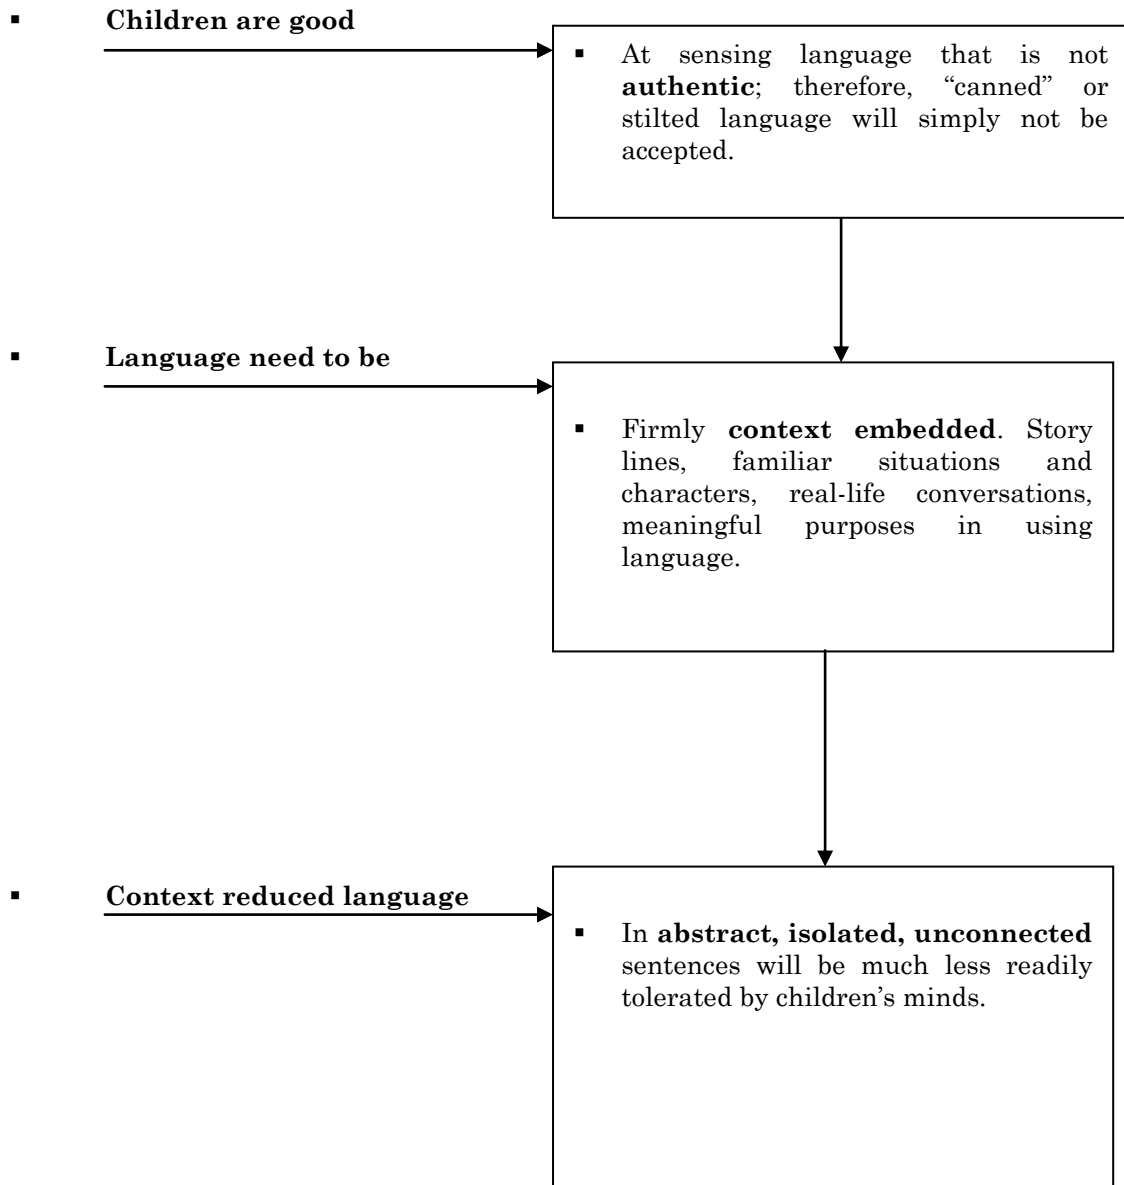 ▪ Children are good
▪ At sensing language that is not
authentic; therefore, “canned” or
stilted language will simply not be
accepted.
▪ Language need to be
▪ Firmly context embedded. Story
lines, familiar situations and
characters, real-life conversations,
meaningful purposes in using
language.
▪ Context reduced language
▪ In abstract, isolated, unconnected
sentences will be much less readily
tolerated by children’s minds.